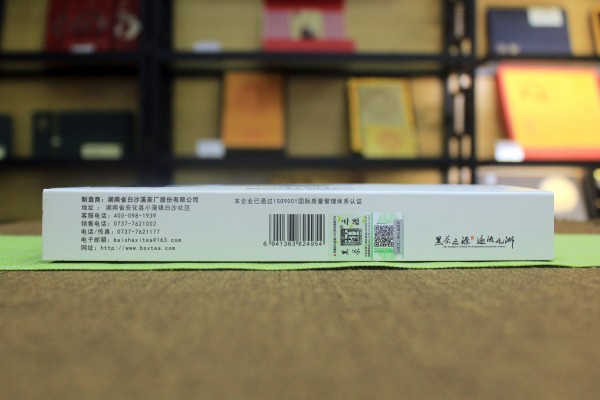 制造商：湖南省白沙溪茶厂股份有限公司
地址：湖南省安化县小淹镇白沙社区
客服电话：400-098-1939
销售电话：0737-7621002
电话/传真：0737-7621177
电子邮箱：baishaxitea@163.com
网址：http://www.bsxtea.com
本企业已通过ISO9001国际质量管理体系认证
6 941383 824954
黑茶之源 遍流九洲